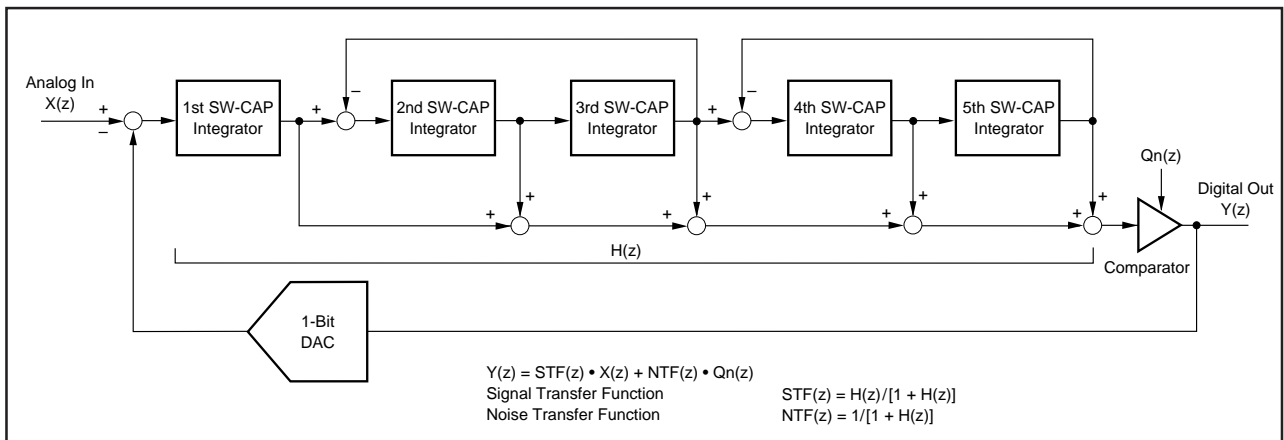 Analog In
X(z)
+
–
1st SW-CAP
Integrator
+
–
2nd SW-CAP
Integrator
3rd SW-CAP
Integrator
+
–
4th SW-CAP
Integrator
5th SW-CAP
Integrator
+
+
+
+
+
+
+
+
Qn(z)
Digital Out
Y(z)
H(z)
Comparator
1-Bit
DAC
Y(z) = STF(z) • X(z) + NTF(z) • Qn(z)
Signal Transfer Function STF(z) = H(z)/[1 + H(z)]
Noise Transfer Function NTF(z) = 1/[1 + H(z)]